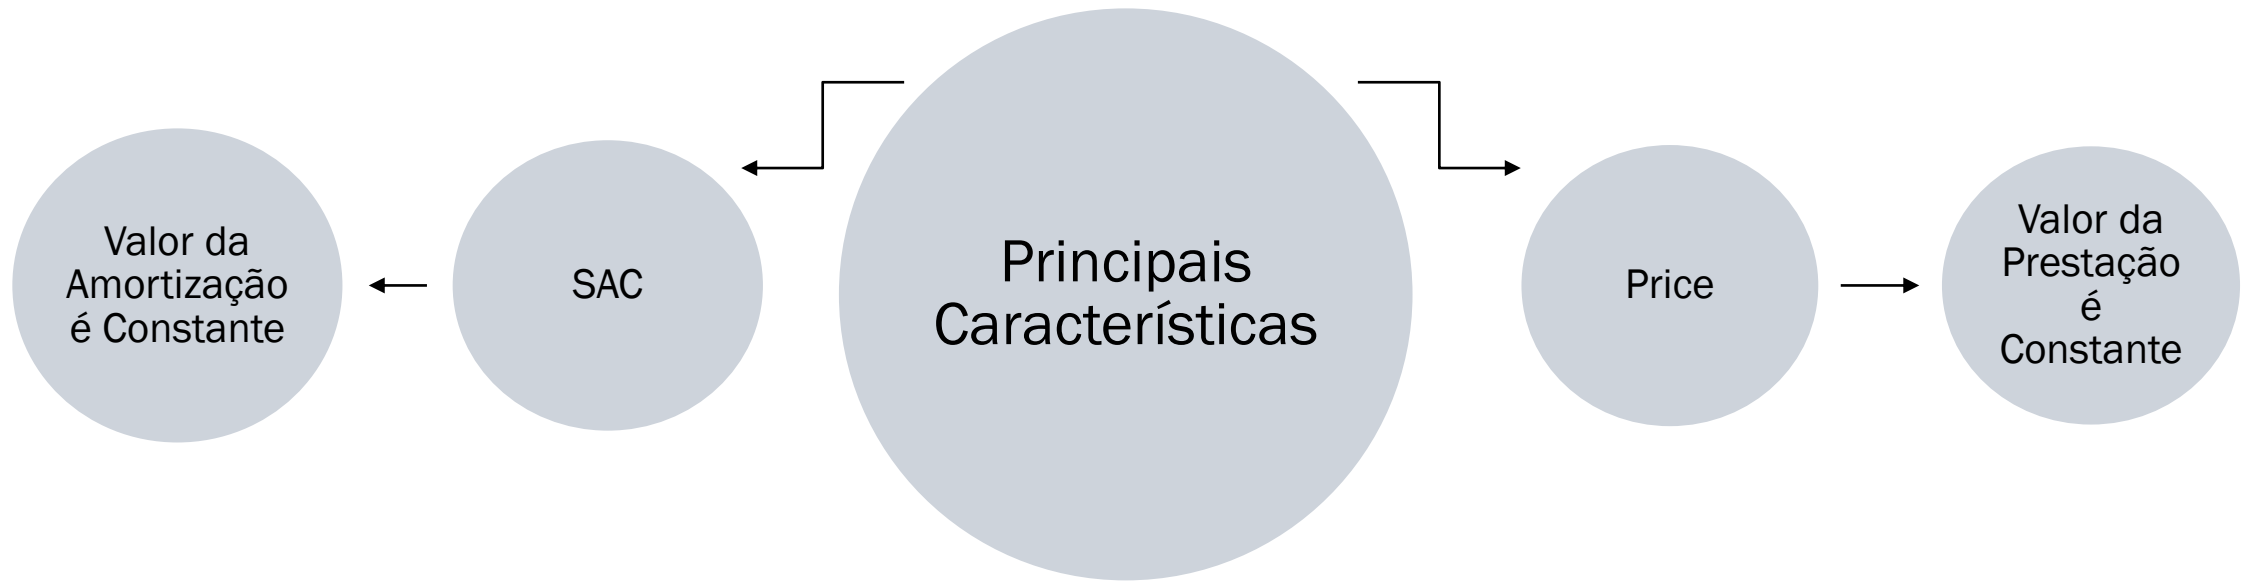 Valor da
Amortização
é Constante
SAC
Principais
Características
Price
Valor da
Prestação
é
Constante